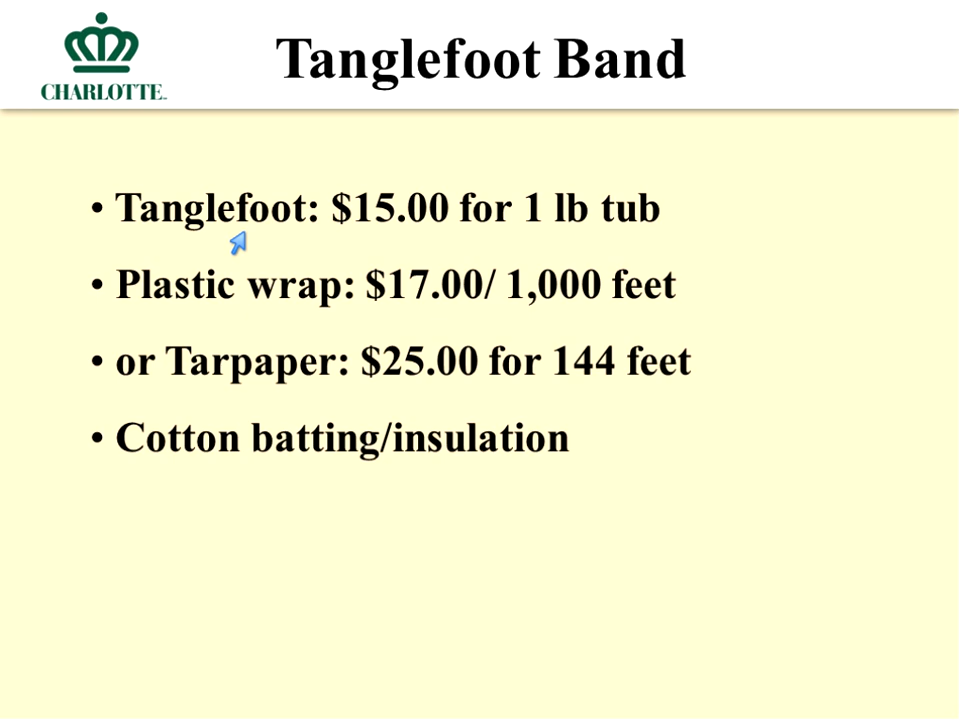 CHARLOTTE™
Tanglefoot Band
• Tanglefoot: $15.00 for 1 lb tub
• Plastic wrap: $17.00/ 1,000 feet
• or Tarpaper: $25.00 for 144 feet
• Cotton batting/insulation